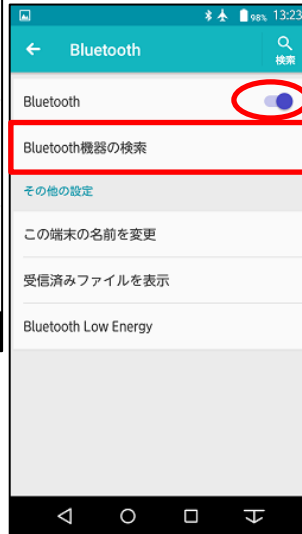 98% 13:23
Bluetooth
検索
Bluetooth
Bluetooth機器の検索
その他の設定
この端末の名前を変更
受信済みファイルを表示
Bluetooth Low Energy